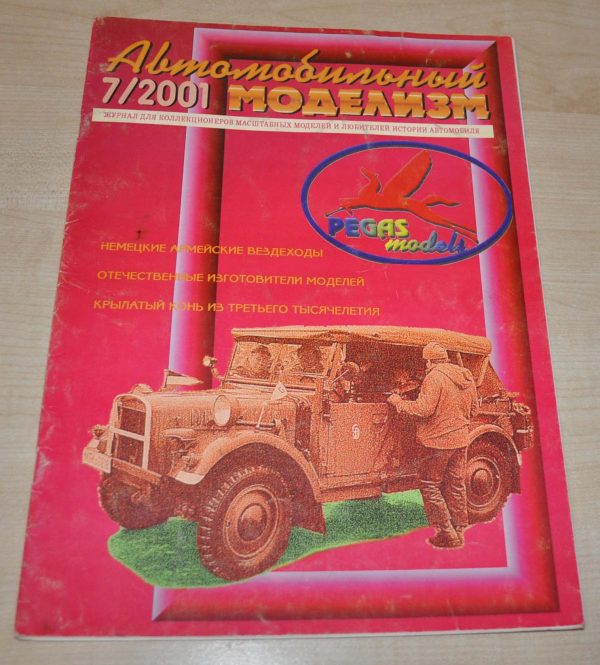 Автомобильный
7/2001 МОДЕЛИЗМ
ЖУРНАЛ ДЛЯ КОЛЛЕКЦИОНЕРОВ МАСШТАБНЫХ МОДЕЛЕЙ И ЛЮБИТЕЛЕЙ ИСТОРИИ АВТОМОБИЛЯ
PEGAS
models
НЕМЕЦКИЕ АРМЕЙСКИЕ ВЕЗДЕХОДЫ
ОТЕЧЕСТВЕННЫЕ ИЗГОТОВИТЕЛИ МОДЕЛЕЙ
КРЫЛАТЫЙ КОНЬ ИЗ ТРЕТЬЕГО ТЫСЯЧЕЛЕТИЯ